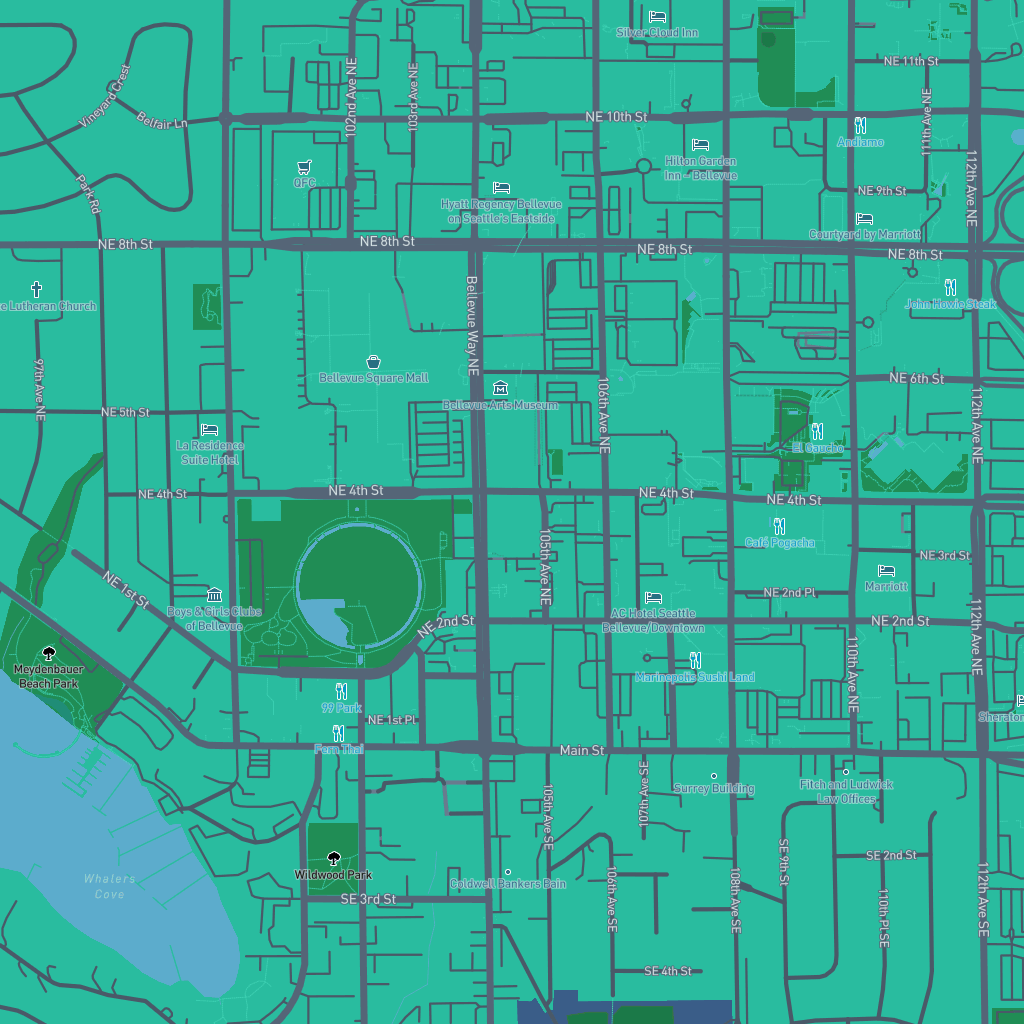 Silver Cloud Inn
NE 11th St
Vineyard Crest
102nd Ave NE
103rd Ave NE
Belfair Ln
NE 10th St
111th Ave NE
Andiamo
Hilton Garden
Inn - Bellevue
112th Ave NE
QFC
Park Rd
Hyatt Regency Bellevue
on Seattle's Eastside
NE 9th St
Courtyard by Marriott
NE 8th St
NE 8th St
NE 8th St
NE 8th St
e Lutheran Church
John Howie Steak
Bellevue Way NE
97th Ave NE
Bellevue Square Mall
NE 6th St
Bellevue Arts Museum
106th Ave NE
112th Ave NE
NE 5th St
La Residence
Suite Hotel
El Gaucho
NE 4th St
NE 4th St
NE 4th St
NE 4th St
105th Ave NE
Café Pogacha
NE 3rd St
Marriott
NE 1st St
NE 2nd Pl
Boys & Girls Clubs
of Bellevue
NE 2nd St
AC Hotel Seattle
Bellevue/Downtown
NE 2nd St
112th Ave NE
Meydenbauer
Beach Park
110th Ave NE
Marinepolis Sushi Land
99 Park
NE 1st Pl
Sheraton
Fern Thai
Main St
107th Ave SE
Surrey Building
Fitch and Ludwick
Law Offices
105th Ave SE
Wildwood Park
SE 9th St
SE 2nd St
Whalers
Cove
Coldwell Bankers Bain
106th Ave SE
108th Ave SE
110th Pl SE
112th Ave SE
SE 3rd St
SE 4th St